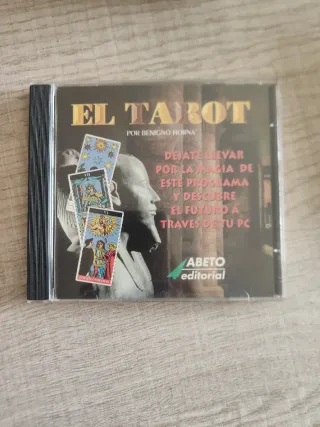 EL TAROT
POR BENIGNO HORNA
DEJATE LLEVAR
POR LA MAGIA DE
ESTE PROGRAMA
Y DESCUBRE
EL FUTURO A
TRAVES DE TU PC
ABETO
editorial